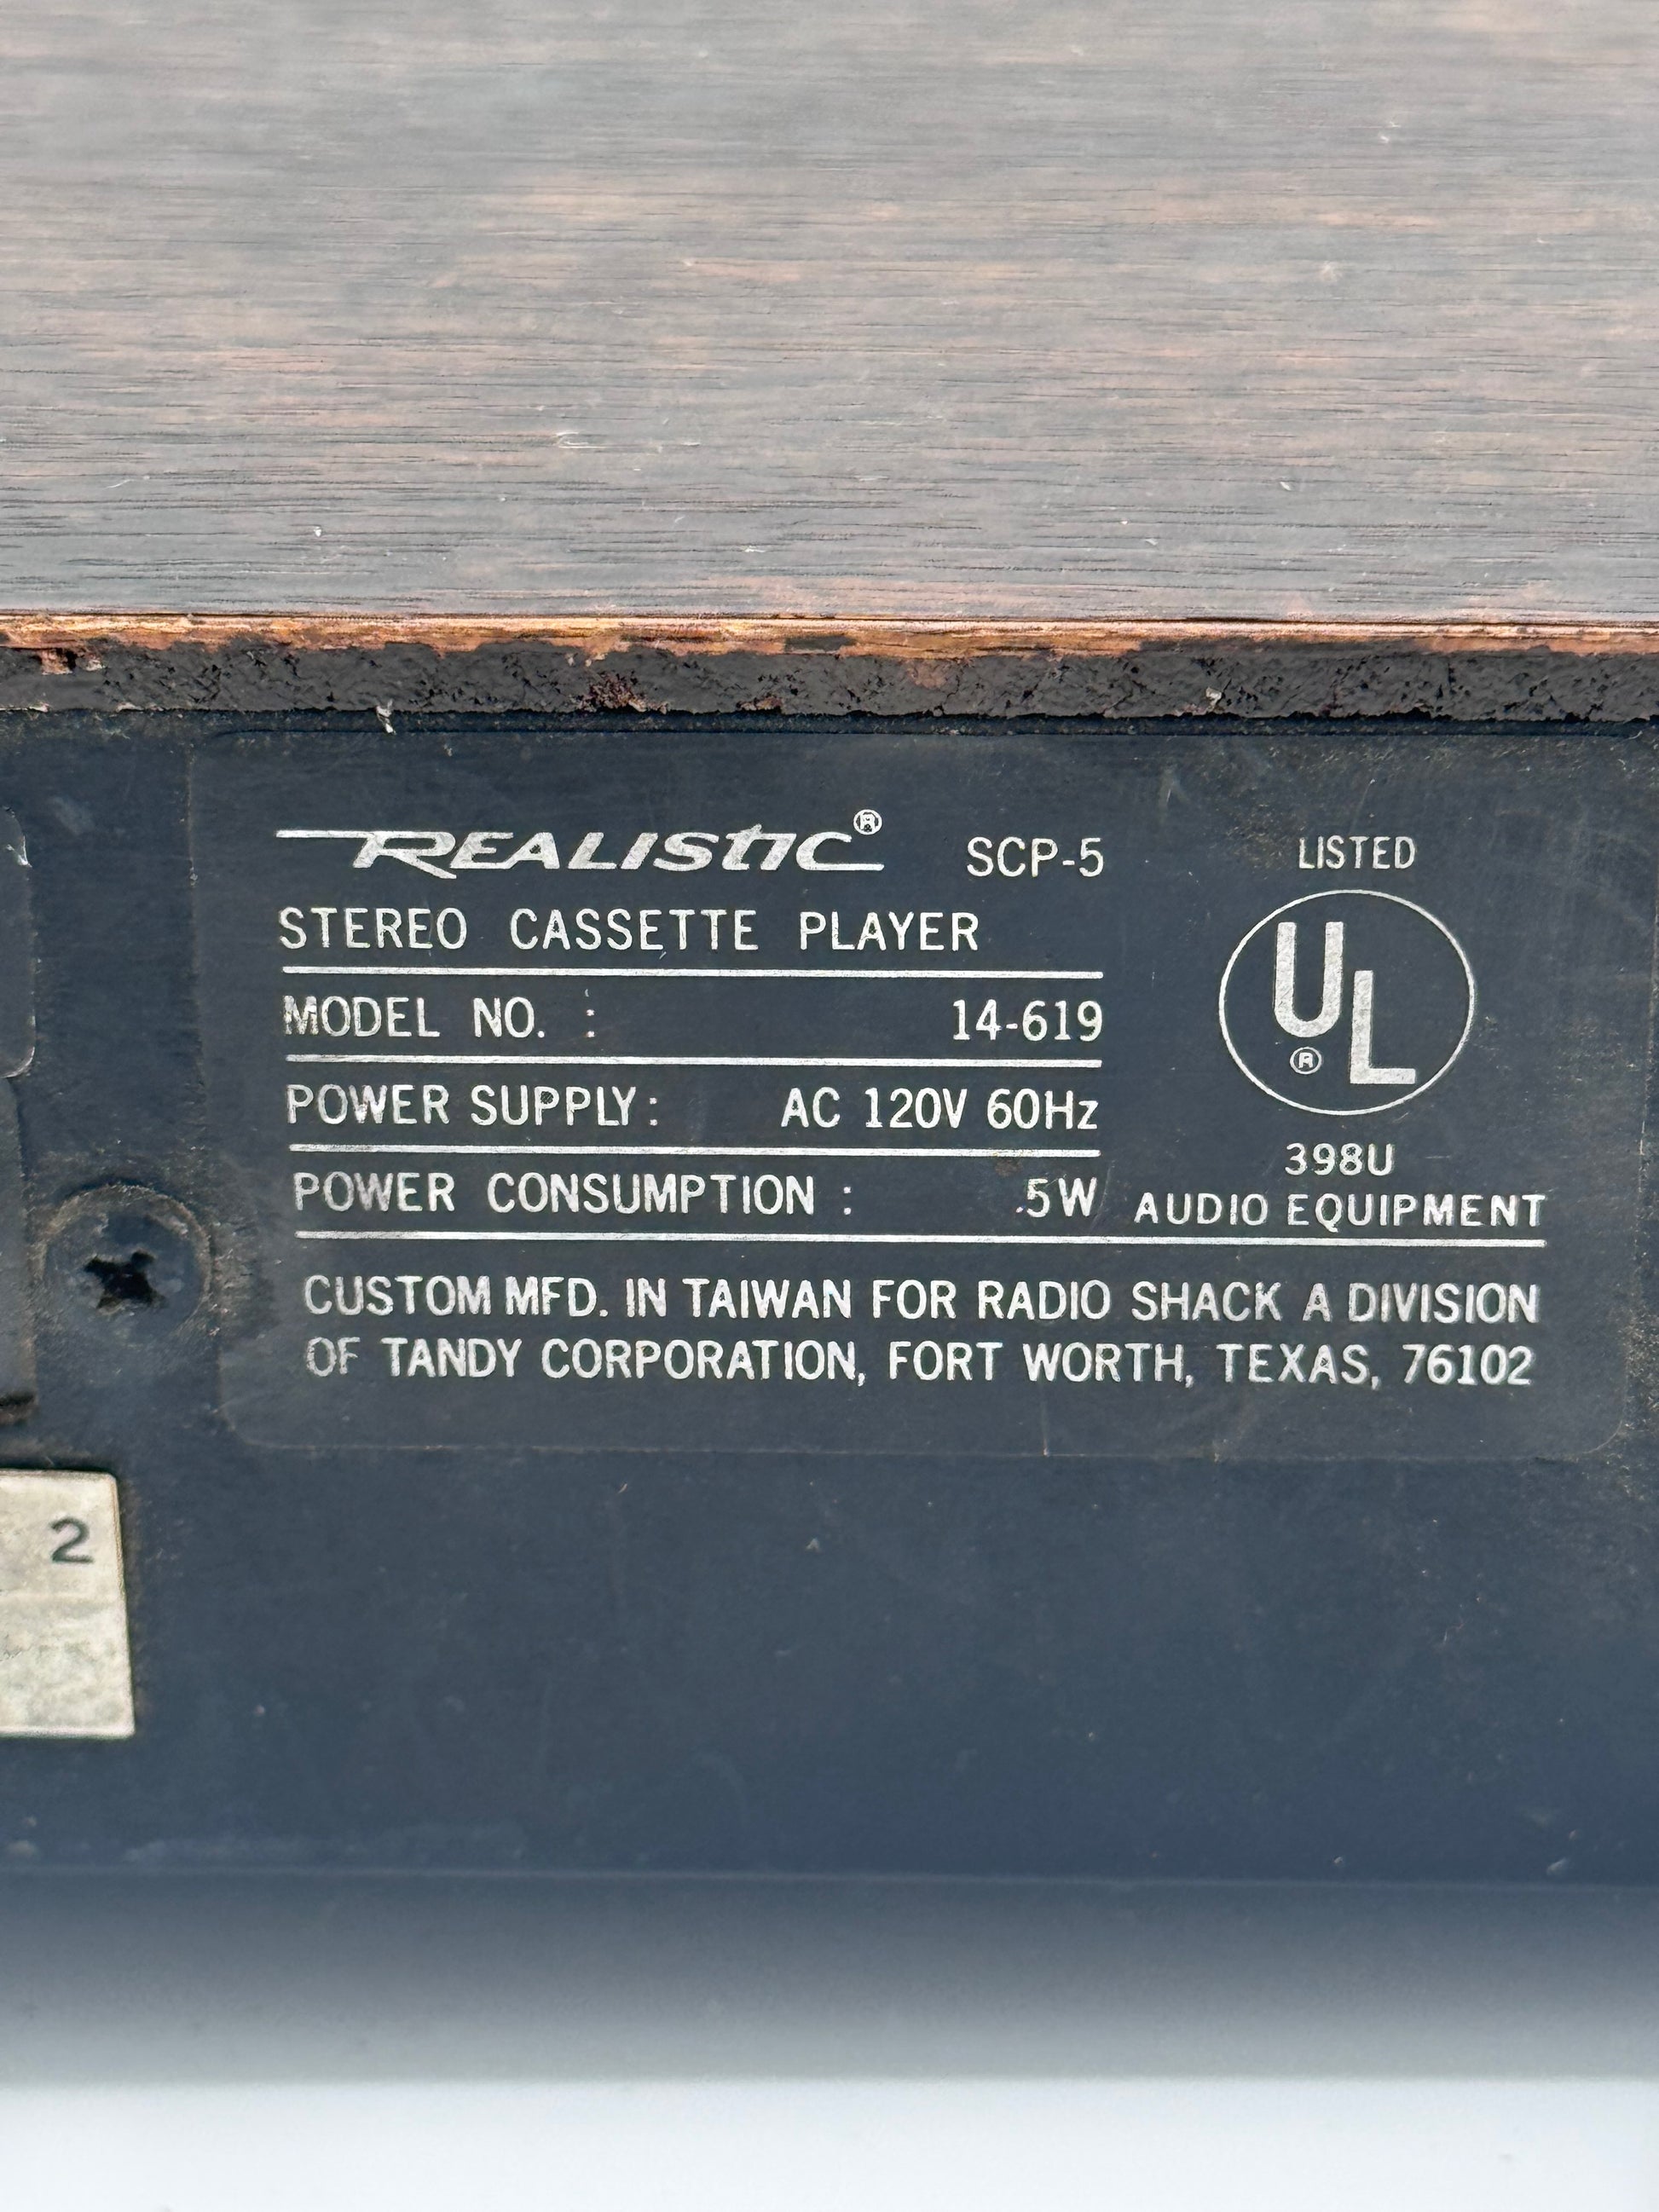 REALISTIC® SCP-5
STEREO CASSETTE PLAYER
MODEL NO. : 14-619
POWER SUPPLY: AC 120V 60Hz
POWER CONSUMPTION : .5W
LISTED
UL
®
398U
AUDIO EQUIPMENT
CUSTOM MFD. IN TAIWAN FOR RADIO SHACK A DIVISION
OF TANDY CORPORATION, FORT WORTH, TEXAS, 76102
2